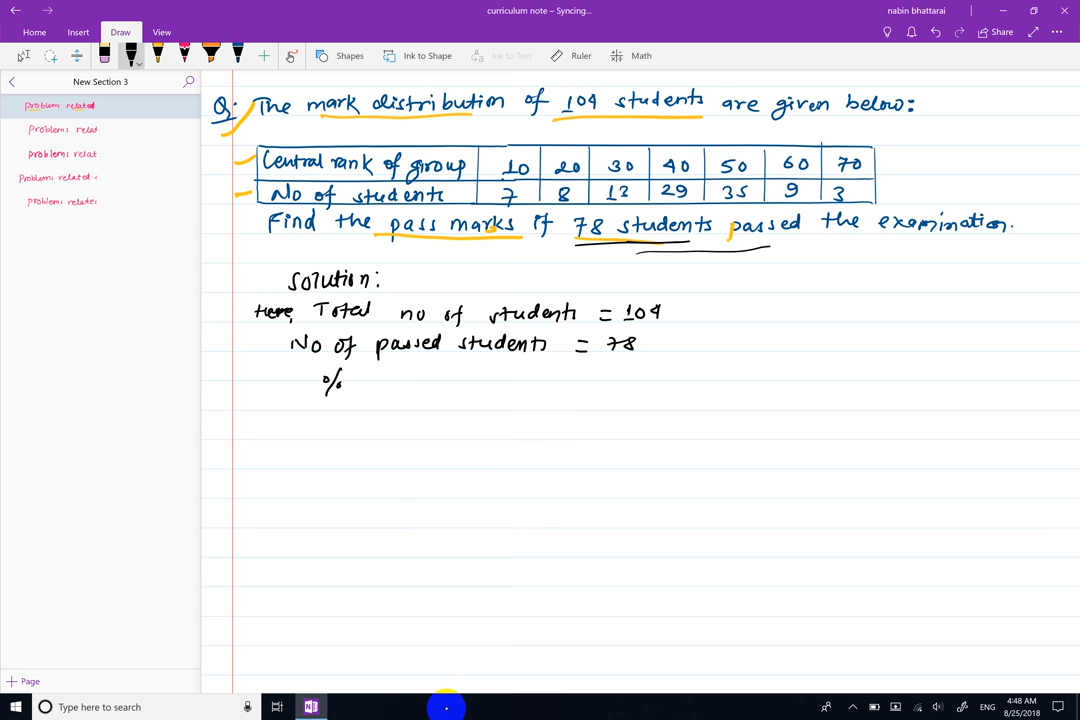 curriculum note – Syncing...
nabin bhattarai
Home Insert Draw View
Share
Shapes Ink to Shape Ink to Text Ruler Math
New Section 3
problems related
Problems relat
problems relat
Problems related
problems relate
Q: The mark distribution of 104 students are given below:
Central rank of group 10 20 30 40 50 60 70
No of students 7 8 13 29 35 9 3
Find the pass marks if 78 students passed the examination.
Solution:
Here, Total no of students = 104
No of passed students = 78
%
+ Page
Type here to search
ENG
4:48 AM
8/25/2018